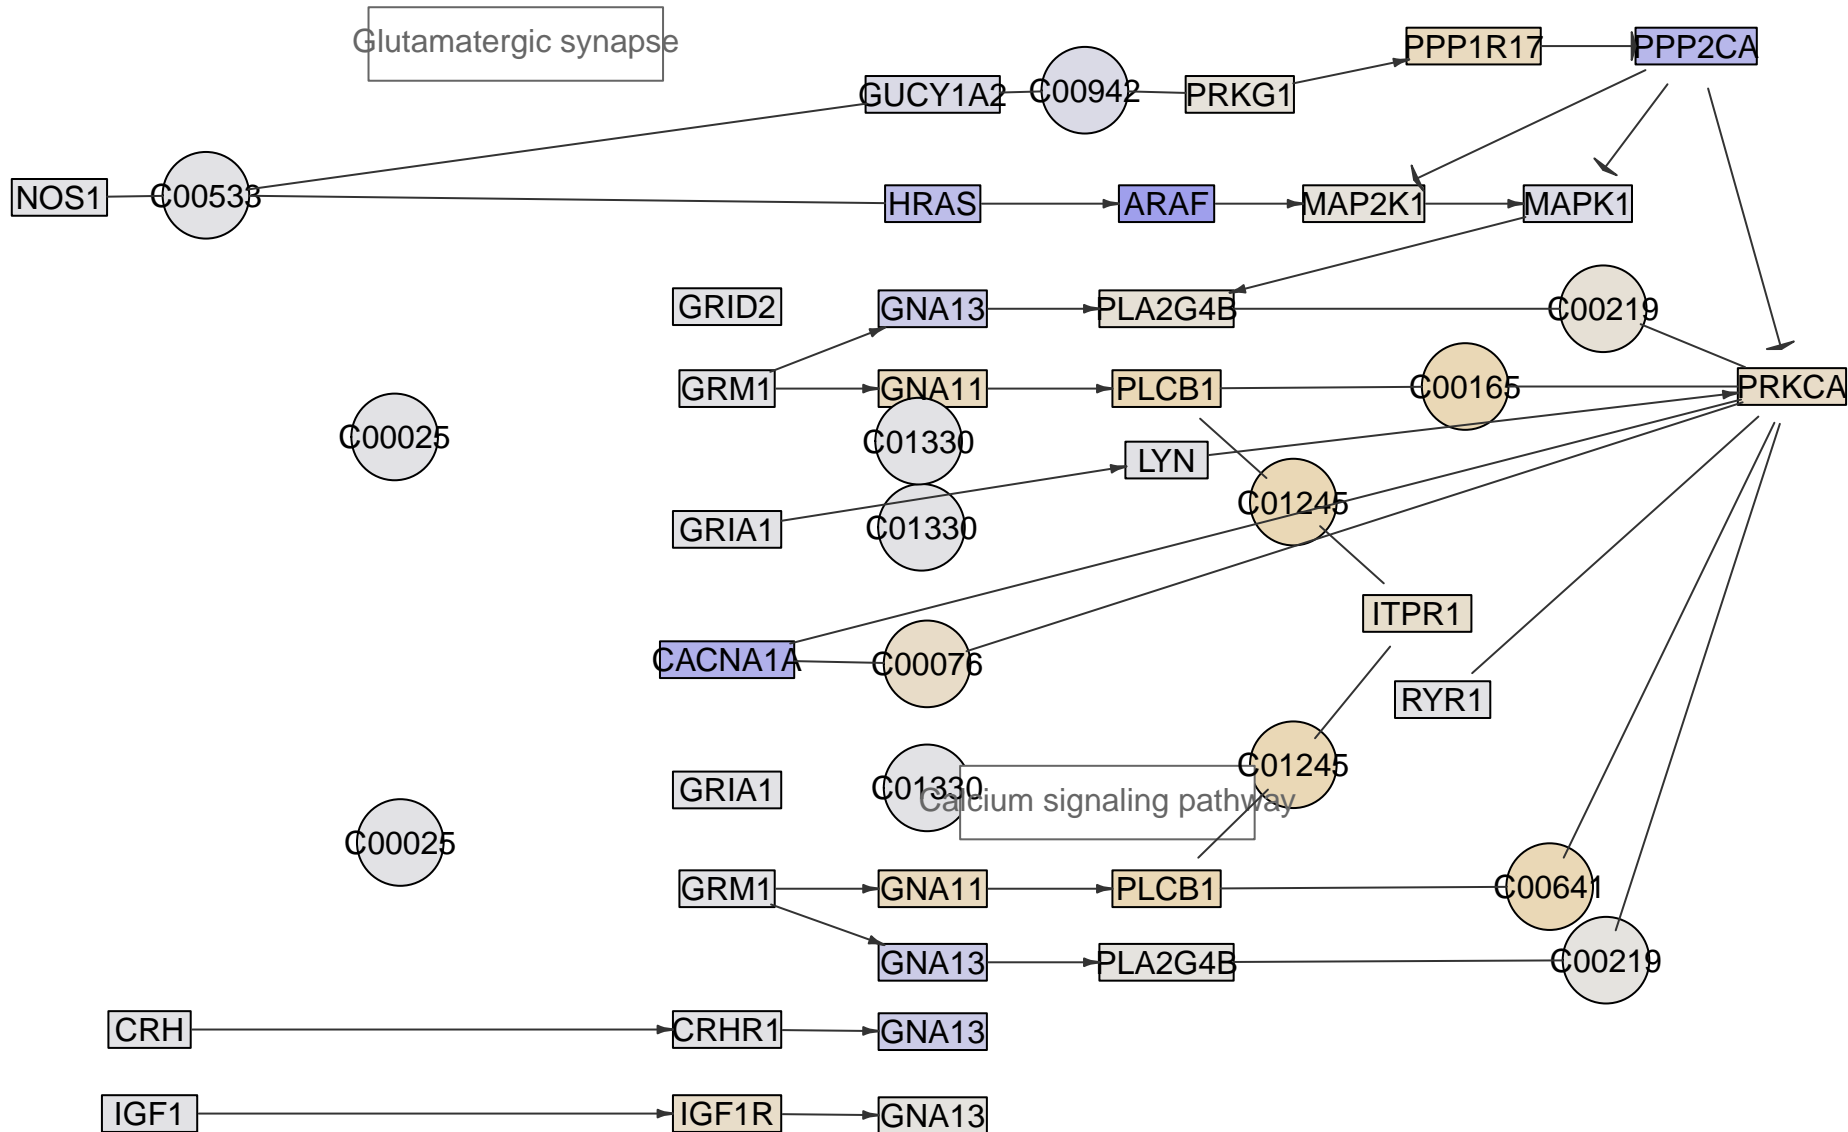 Glutamatergic synapse
PPP1R17
PPP2CA
GUCY1A2
C00942
PRKG1
NOS1
C00533
HRAS
ARAF
MAP2K1
MAPK1
GRID2
GNA13
PLA2G4B
C00219
GRM1
GNA11
PLCB1
C00165
PRKCA
C00025
C01330
LYN
C01245
GRIA1
C01330
ITPR1
CACNA1A
C00076
RYR1
C01245
GRIA1
C01330
Calcium signaling pathway
C00025
GRM1
GNA11
PLCB1
C00641
GNA13
PLA2G4B
C00219
CRH
CRHR1
GNA13
IGF1
IGF1R
GNA13